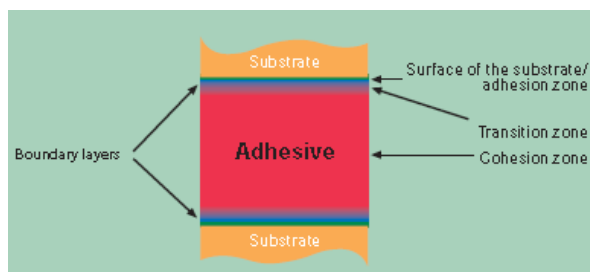 Substrate
Surface of the substrate/
adhesion zone
Transition zone
Boundary layers
Adhesive
Cohesion zone
Substrate